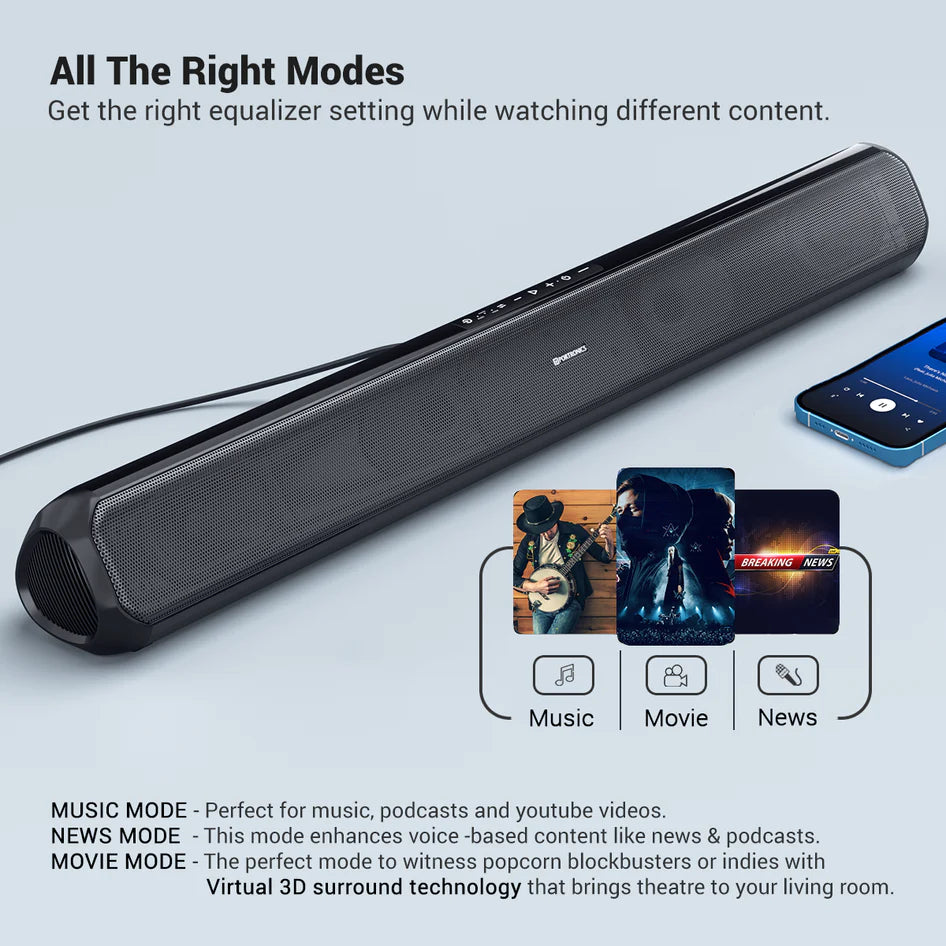 All The Right Modes
Get the right equalizer setting while watching different content.
PORTRONICS
BREAKING NEWS
Music
Movie
News
MUSIC MODE - Perfect for music, podcasts and youtube videos.
NEWS MODE - This mode enhances voice -based content like news & podcasts.
MOVIE MODE - The perfect mode to witness popcorn blockbusters or indies with
Virtual 3D surround technology that brings theatre to your living room.